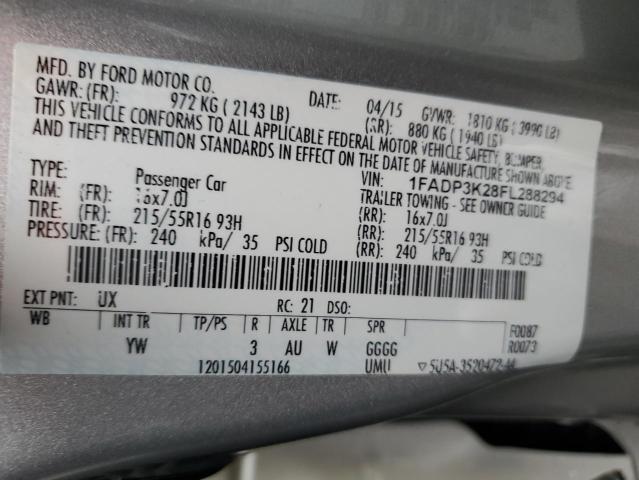 MFD. BY FORD MOTOR CO.
DATE: 04/15 GVWR: 1810 KG ( 3990 LB)
GAWR: (FR): 972 KG ( 2143 LB) (RR): 880 KG ( 1940 LB)
THIS VEHICLE CONFORMS TO ALL APPLICABLE FEDERAL MOTOR VEHICLE SAFETY, BUMPER,
AND THEFT PREVENTION STANDARDS IN EFFECT ON THE DATE OF MANUFACTURE SHOWN ABOVE.
VIN: 1FADP3K28FL288294
TYPE: Passenger Car TRAILER TOWING - SEE OWNER GUIDE
RIM: (FR): 16x7.0J (RR): 16x7.0J
TIRE: (FR): 215/55R16 93H (RR): 215/55R16 93H
PRESSURE: (FR): 240 kPa/ 35 PSI COLD (RR): 240 kPa/ 35 PSI COLD
EXT PNT: UX RC: 21 DSO:
WB INT TR TP/PS R AXLE TR SPR F0087
YW 3 AU W GGGG R0073
1201504155166 UMU 5U5A-3520472-AA